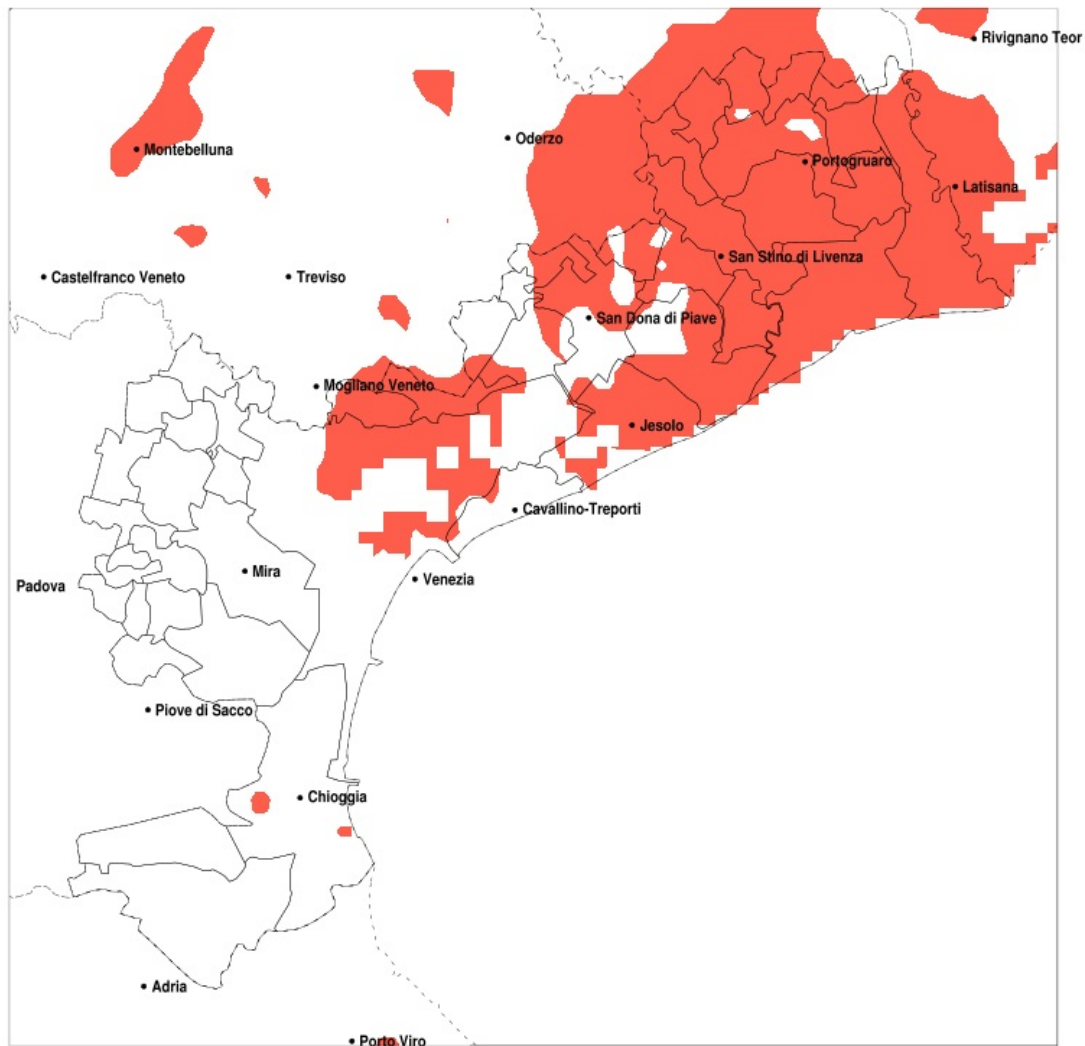 Rivignano Teor
Oderzo
Montebelluna
Portogruaro
Latisana
San Stino di Livenza
Castelfranco Veneto
Treviso
San Dona di Piave
Mogliano Veneto
Jesolo
Cavallino-Treporti
Mira
Venezia
Padova
Piove di Sacco
Chioggia
Adria
Porto Viro